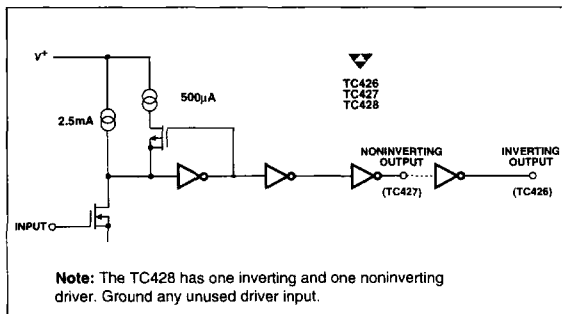 V+
500µA
2.5mA
TC426
TC427
TC428
NONINVERTING
OUTPUT
(TC427)
INVERTING
OUTPUT
(TC426)
INPUT
Note: The TC428 has one inverting and one noninverting
driver. Ground any unused driver input.